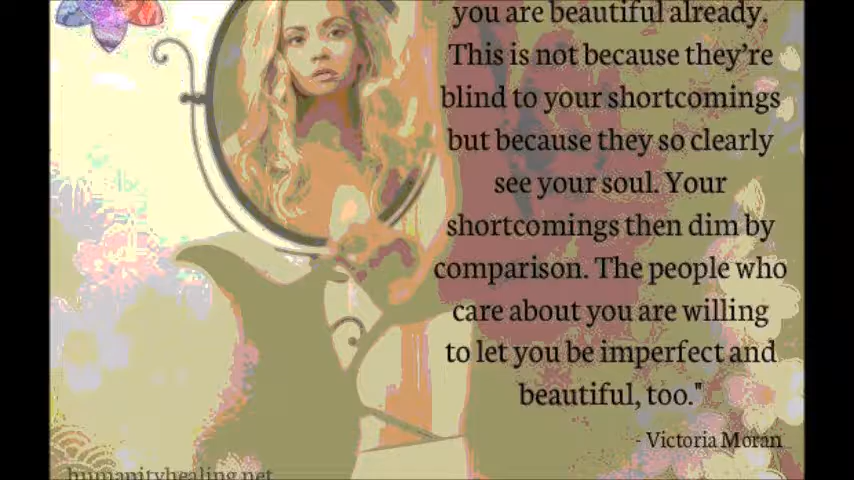 you are beautiful already.
This is not because they're
blind to your shortcomings
but because they so clearly
see your soul. Your
shortcomings then dim by
comparison. The people who
care about you are willing
to let you be imperfect and
beautiful, too."
- Victoria Moran
humanityhealing.net